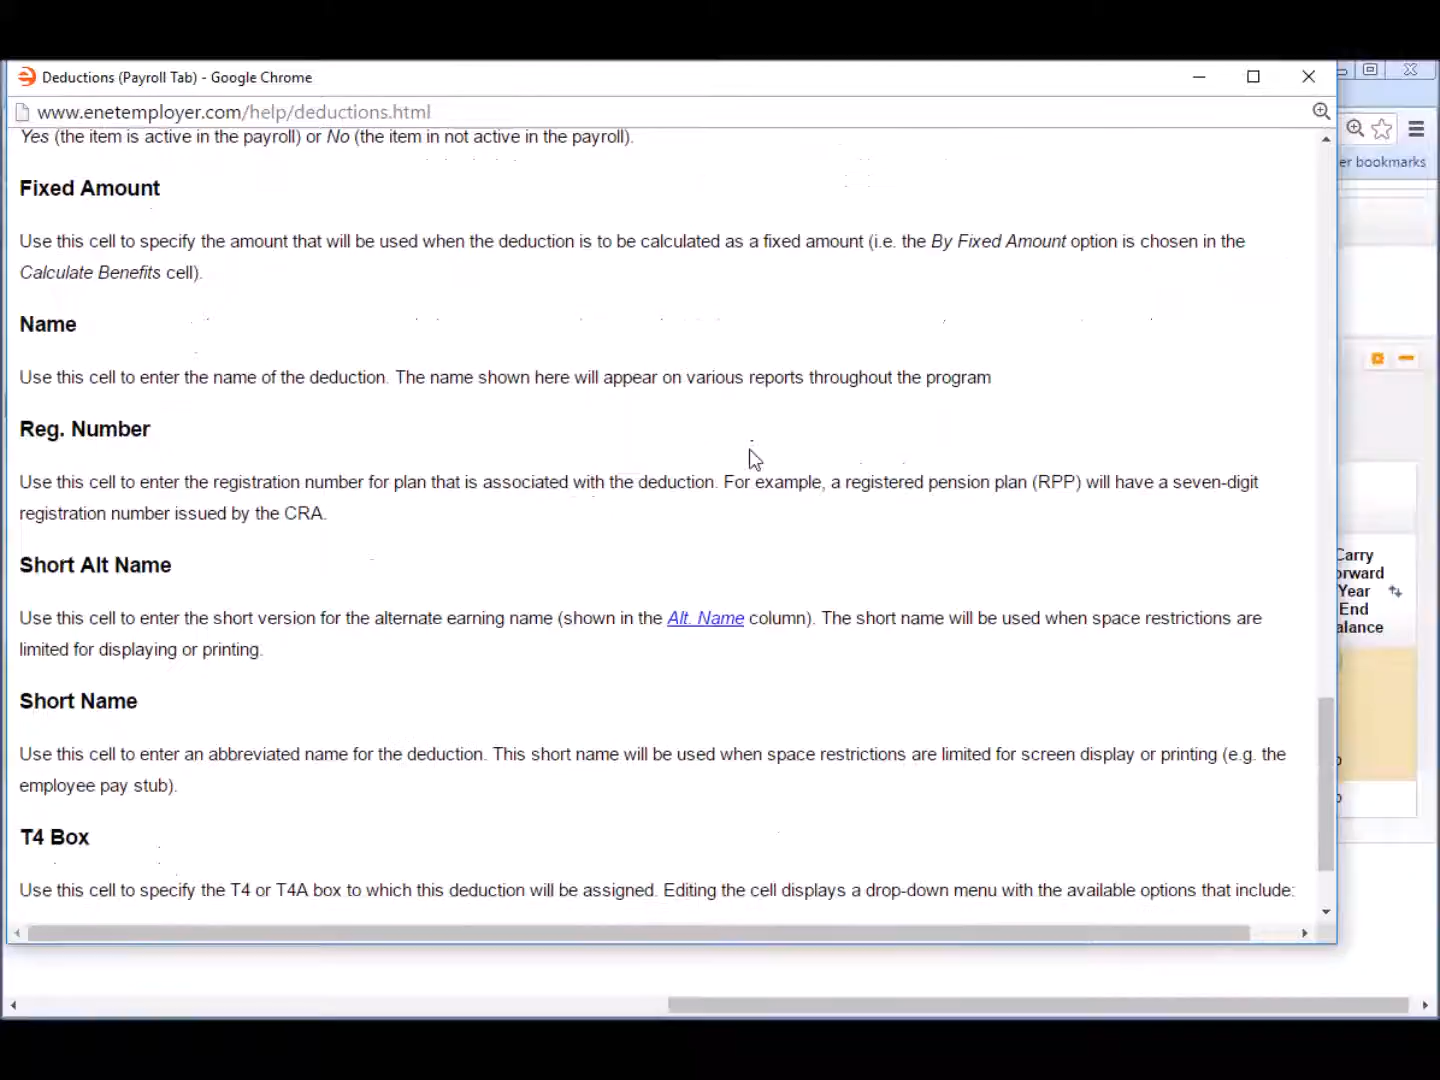 Deductions (Payroll Tab) - Google Chrome
www.enetemployer.com/help/deductions.html
er bookmarks
Yes (the item is active in the payroll) or No (the item in not active in the payroll).
Fixed Amount
Use this cell to specify the amount that will be used when the deduction is to be calculated as a fixed amount (i.e. the By Fixed Amount option is chosen in the
Calculate Benefits cell).
Name
Use this cell to enter the name of the deduction. The name shown here will appear on various reports throughout the program
Reg. Number
Use this cell to enter the registration number for plan that is associated with the deduction. For example, a registered pension plan (RPP) will have a seven-digit
registration number issued by the CRA.
Short Alt Name
Use this cell to enter the short version for the alternate earning name (shown in the Alt. Name column). The short name will be used when space restrictions are
limited for displaying or printing.
Short Name
Use this cell to enter an abbreviated name for the deduction. This short name will be used when space restrictions are limited for screen display or printing (e.g. the
employee pay stub).
T4 Box
Use this cell to specify the T4 or T4A box to which this deduction will be assigned. Editing the cell displays a drop-down menu with the available options that include:
Carry
orward
Year
End
alance